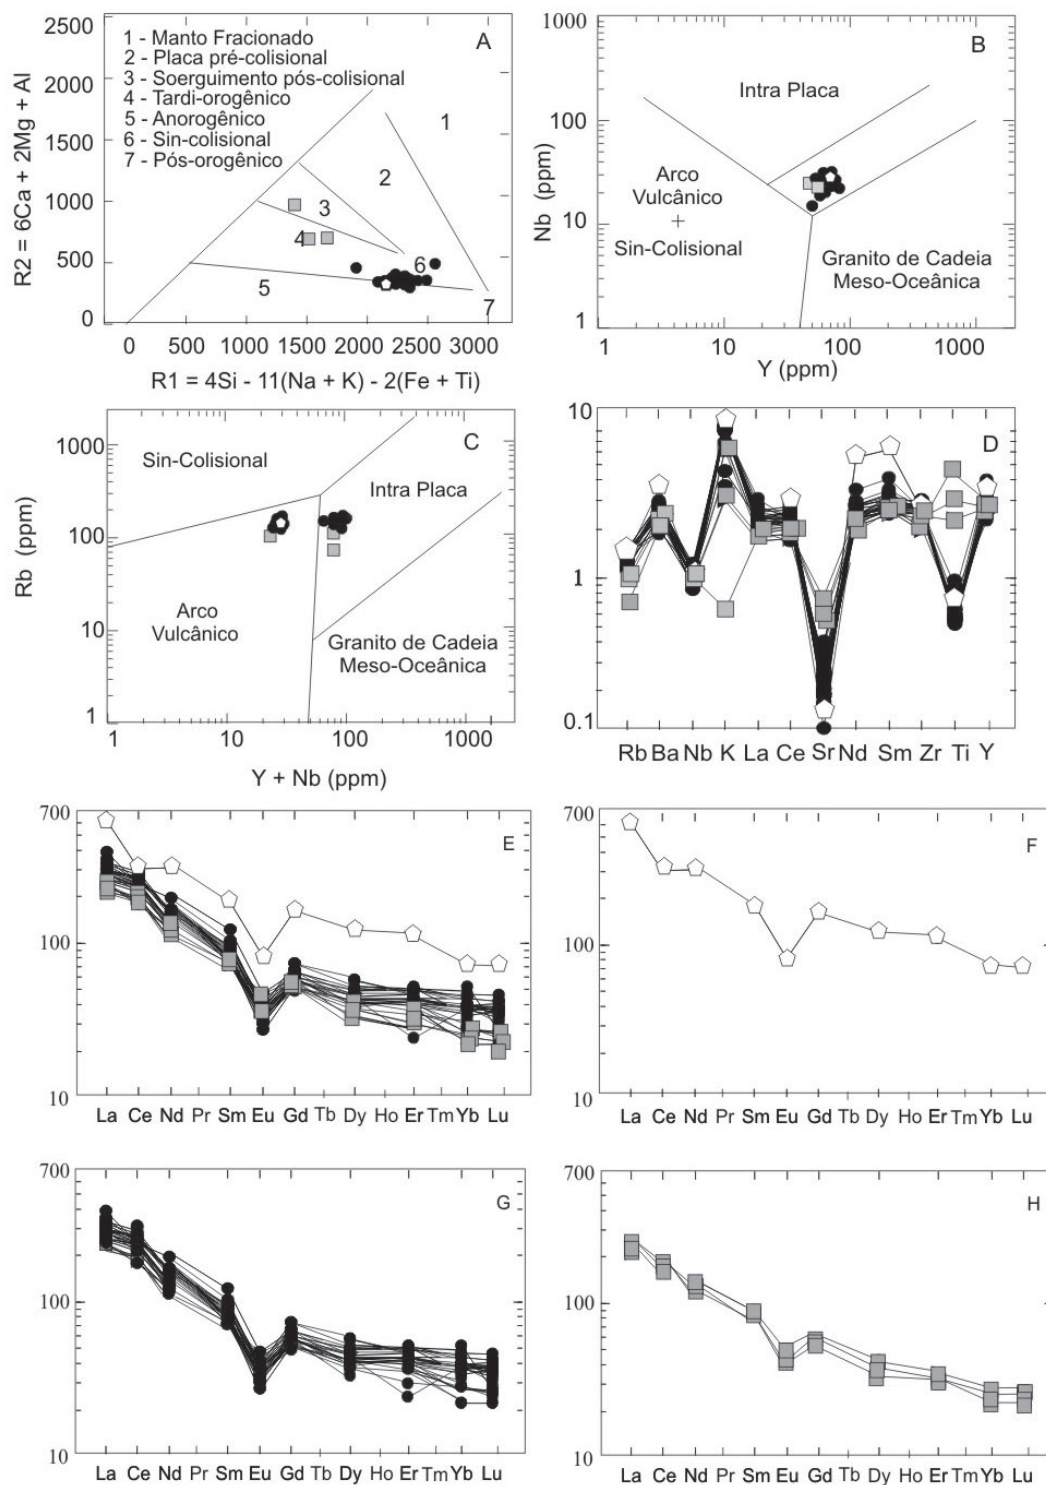 A
R2 = 6Ca + 2Mg + Al
2500
2000
1500
1000
500
0
1 - Manto Fracionado
2 - Placa pré-colisional
3 - Soerguimento pós-colisional
4 - Tardi-orogênico
5 - Anorogênico
6 - Sin-colisional
7 - Pós-orogênico
1
2
3
4
5
6
7
0 500 1000 1500 2000 2500 3000
R1 = 4Si - 11(Na + K) - 2(Fe + Ti)
B
Nb (ppm)
1000
100
10
1
Intra Placa
Arco
Vulcânico
+
Sin-Colisional
Granito de Cadeia
Meso-Oceânica
1 10 100 1000
Y (ppm)
C
Rb (ppm)
1000
100
10
1
Sin-Colisional
Intra Placa
Arco
Vulcânico
Granito de Cadeia
Meso-Oceânica
1 10 100 1000
Y + Nb (ppm)
D
10
1
0.1
Rb Ba Nb K La Ce Sr Nd Sm Zr Ti Y
E
700
100
10
La Ce Nd Pr Sm Eu Gd Tb Dy Ho Er Tm Yb Lu
F
700
100
10
La Ce Nd Pr Sm Eu Gd Tb Dy Ho Er Tm Yb Lu
G
700
100
10
La Ce Nd Pr Sm Eu Gd Tb Dy Ho Er Tm Yb Lu
H
700
100
10
La Ce Nd Pr Sm Eu Gd Tb Dy Ho Er Tm Yb Lu